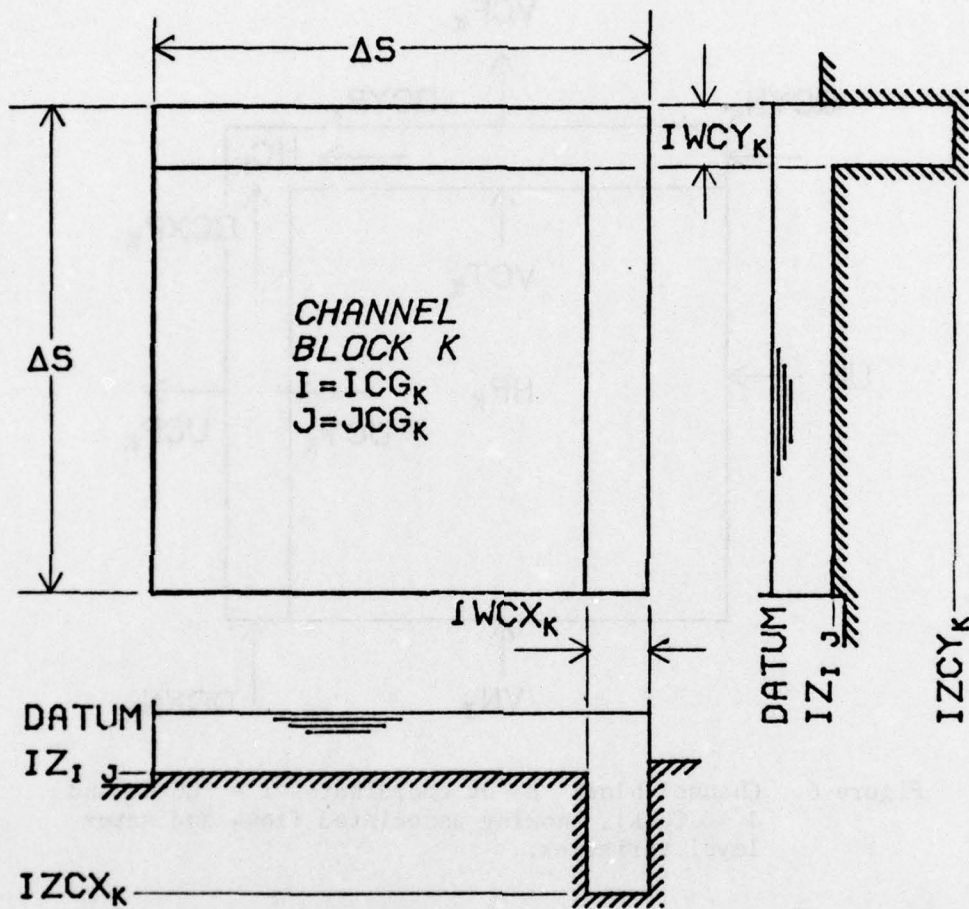 ΔS
IWCY_K
ΔS
CHANNEL
BLOCK K
I=ICG_K
J=JCG_K
IWCX_K
DATUM
IZ_I J
IZCX_K
DATUM
IZ_I J
IZCY_K